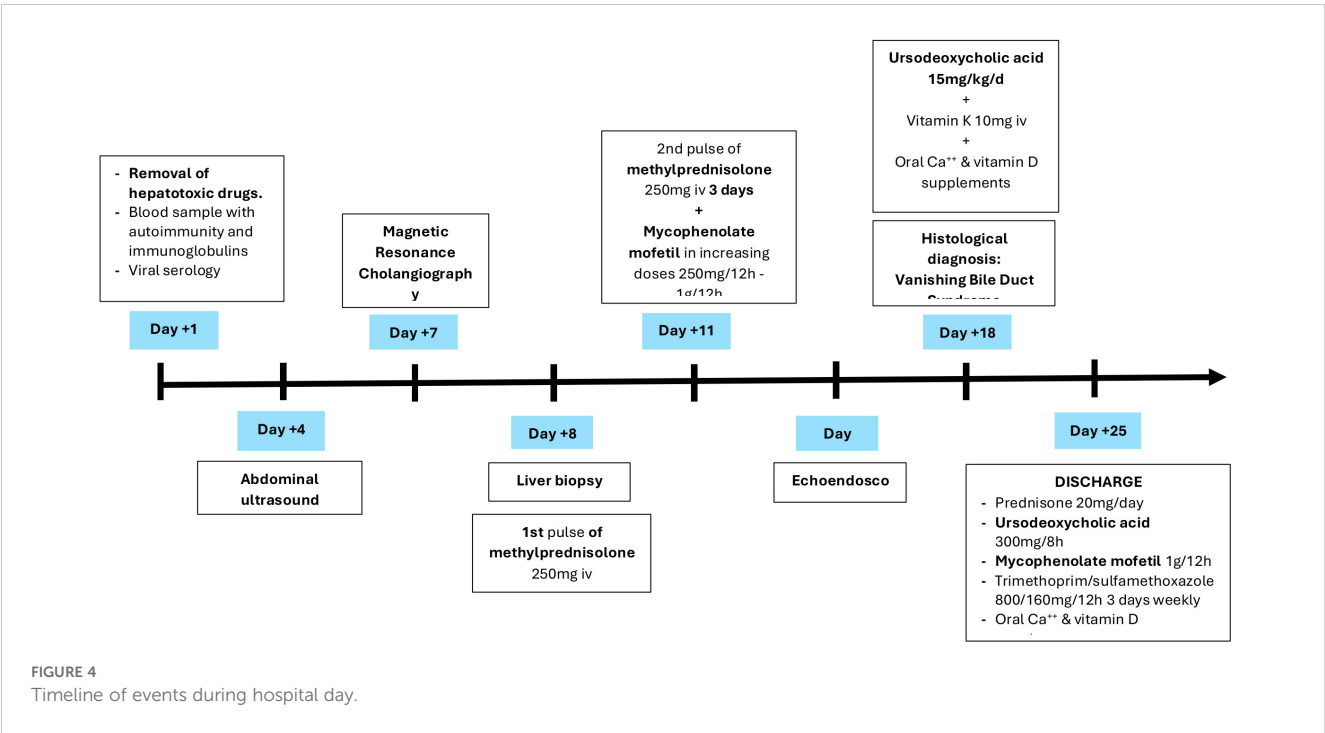 Ursodeoxycholic acid
15mg/kg/d
+
Vitamin K 10mg iv
+
Oral Ca⁺⁺ & vitamin D
supplements
2nd pulse of
methylprednisolone
250mg iv 3 days
+
Mycophenolate
mofetil in increasing
doses 250mg/12h -
1g/12h
- Removal of
hepatotoxic drugs.
- Blood sample with
autoimmunity and
immunoglobulins
- Viral serology
Magnetic
Resonance
Cholangiograph
y
Histological
diagnosis:
Vanishing Bile Duct
Syndrome
Day +1
Day +7
Day +11
Day +18
Day +4
Day +8
Day
Day +25
Abdominal
ultrasound
Liver biopsy
Echoendosco
1st pulse of
methylprednisolone
250mg iv
DISCHARGE
- Prednisone 20mg/day
- Ursodeoxycholic acid
300mg/8h
- Mycophenolate mofetil 1g/12h
- Trimethoprim/sulfamethoxazole
800/160mg/12h 3 days weekly
- Oral Ca⁺⁺ & vitamin D
FIGURE 4
Timeline of events during hospital day.